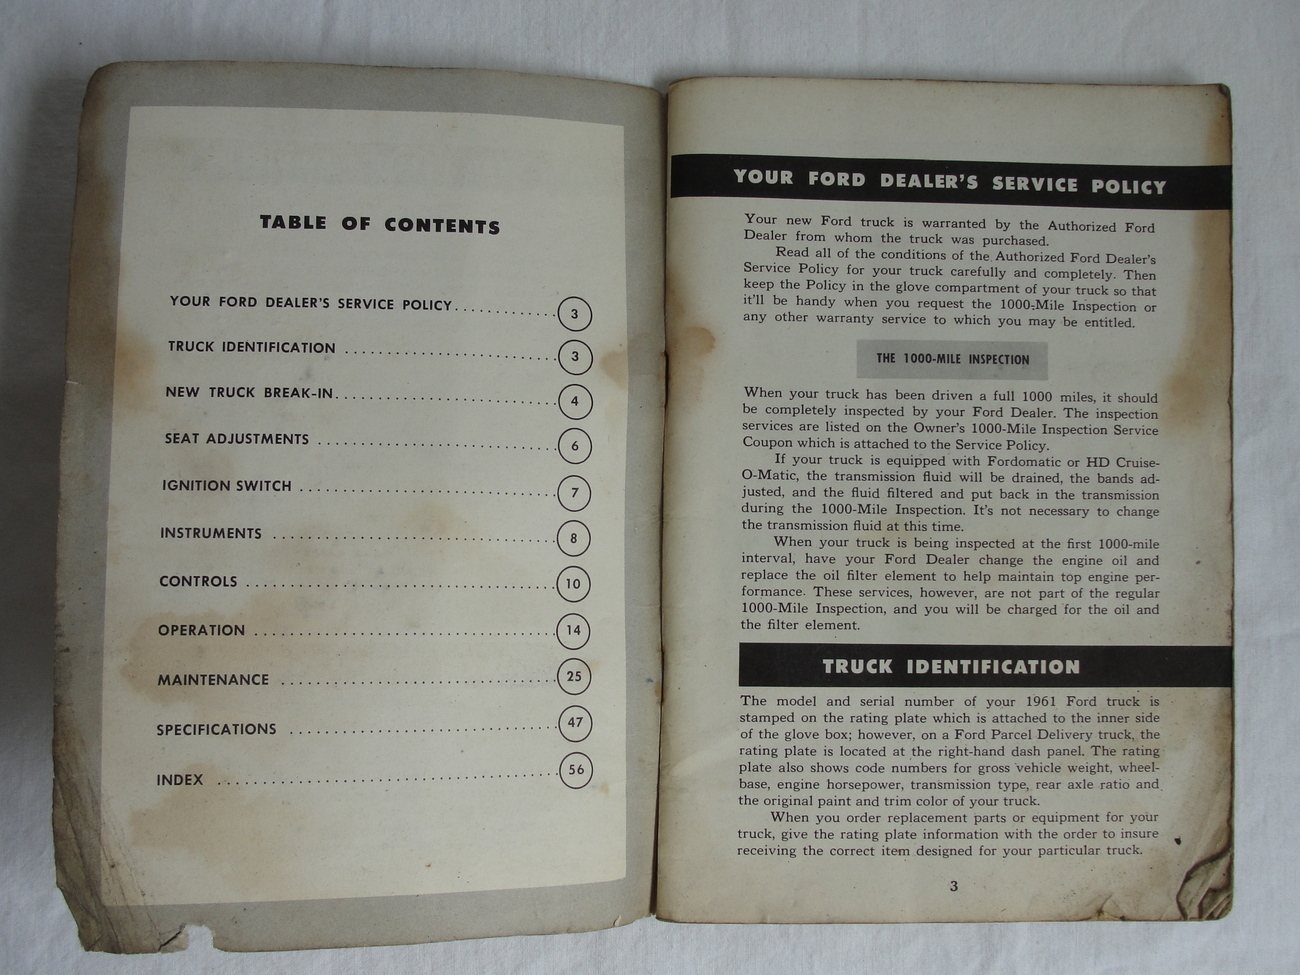 TABLE OF CONTENTS
YOUR FORD DEALER'S SERVICE POLICY . . . . . . . . . . . . 3
TRUCK IDENTIFICATION . . . . . . . . . . . . . . . . . . . . . . . . 3
NEW TRUCK BREAK-IN . . . . . . . . . . . . . . . . . . . . . . . . . 4
SEAT ADJUSTMENTS . . . . . . . . . . . . . . . . . . . . . . . . . . . 6
IGNITION SWITCH . . . . . . . . . . . . . . . . . . . . . . . . . . . . 7
INSTRUMENTS . . . . . . . . . . . . . . . . . . . . . . . . . . . . . . . 8
CONTROLS . . . . . . . . . . . . . . . . . . . . . . . . . . . . . . . . . . 10
OPERATION . . . . . . . . . . . . . . . . . . . . . . . . . . . . . . . . . 14
MAINTENANCE . . . . . . . . . . . . . . . . . . . . . . . . . . . . . . 25
SPECIFICATIONS . . . . . . . . . . . . . . . . . . . . . . . . . . . . . 47
INDEX . . . . . . . . . . . . . . . . . . . . . . . . . . . . . . . . . . . . . 56
YOUR FORD DEALER'S SERVICE POLICY
Your new Ford truck is warranted by the Authorized Ford
Dealer from whom the truck was purchased.
Read all of the conditions of the Authorized Ford Dealer's
Service Policy for your truck carefully and completely. Then
keep the Policy in the glove compartment of your truck so that
it'll be handy when you request the 1000-Mile Inspection or
any other warranty service to which you may be entitled.
THE 1000-MILE INSPECTION
When your truck has been driven a full 1000 miles, it should
be completely inspected by your Ford Dealer. The inspection
services are listed on the Owner's 1000-Mile Inspection Service
Coupon which is attached to the Service Policy.
If your truck is equipped with Fordomatic or HD Cruise-
O-Matic, the transmission fluid will be drained, the bands ad-
justed, and the fluid filtered and put back in the transmission
during the 1000-Mile Inspection. It's not necessary to change
the transmission fluid at this time.
When your truck is being inspected at the first 1000-mile
interval, have your Ford Dealer change the engine oil and
replace the oil filter element to help maintain top engine per-
formance. These services, however, are not part of the regular
1000-Mile Inspection, and you will be charged for the oil and
the filter element.
TRUCK IDENTIFICATION
The model and serial number of your 1961 Ford truck is
stamped on the rating plate which is attached to the inner side
of the glove box; however, on a Ford Parcel Delivery truck, the
rating plate is located at the right-hand dash panel. The rating
plate also shows code numbers for gross vehicle weight, wheel-
base, engine horsepower, transmission type, rear axle ratio and
the original paint and trim color of your truck.
When you order replacement parts or equipment for your
truck, give the rating plate information with the order to insure
receiving the correct item designed for your particular truck.
3